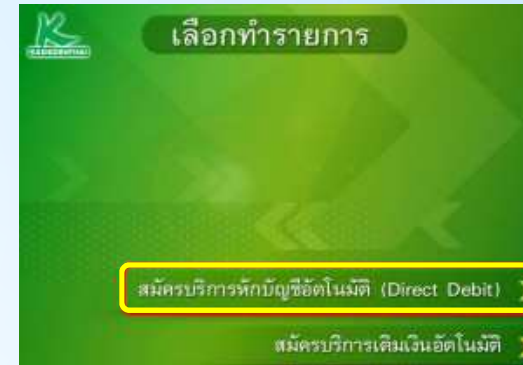 เลือกทำรายการ
KASIKORNTHAI
สมัครบริการหักบัญชีอัตโนมัติ (Direct Debit)
สมัครบริการเติมเงินอัตโนมัติ